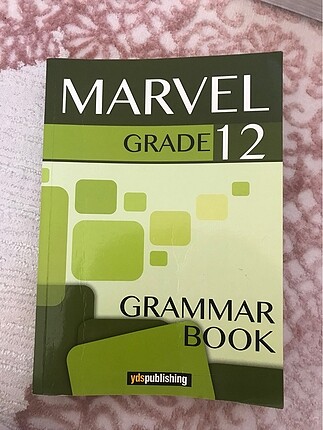 MARVEL
GRADE 12
GRAMMAR
BOOK
ydspublishing